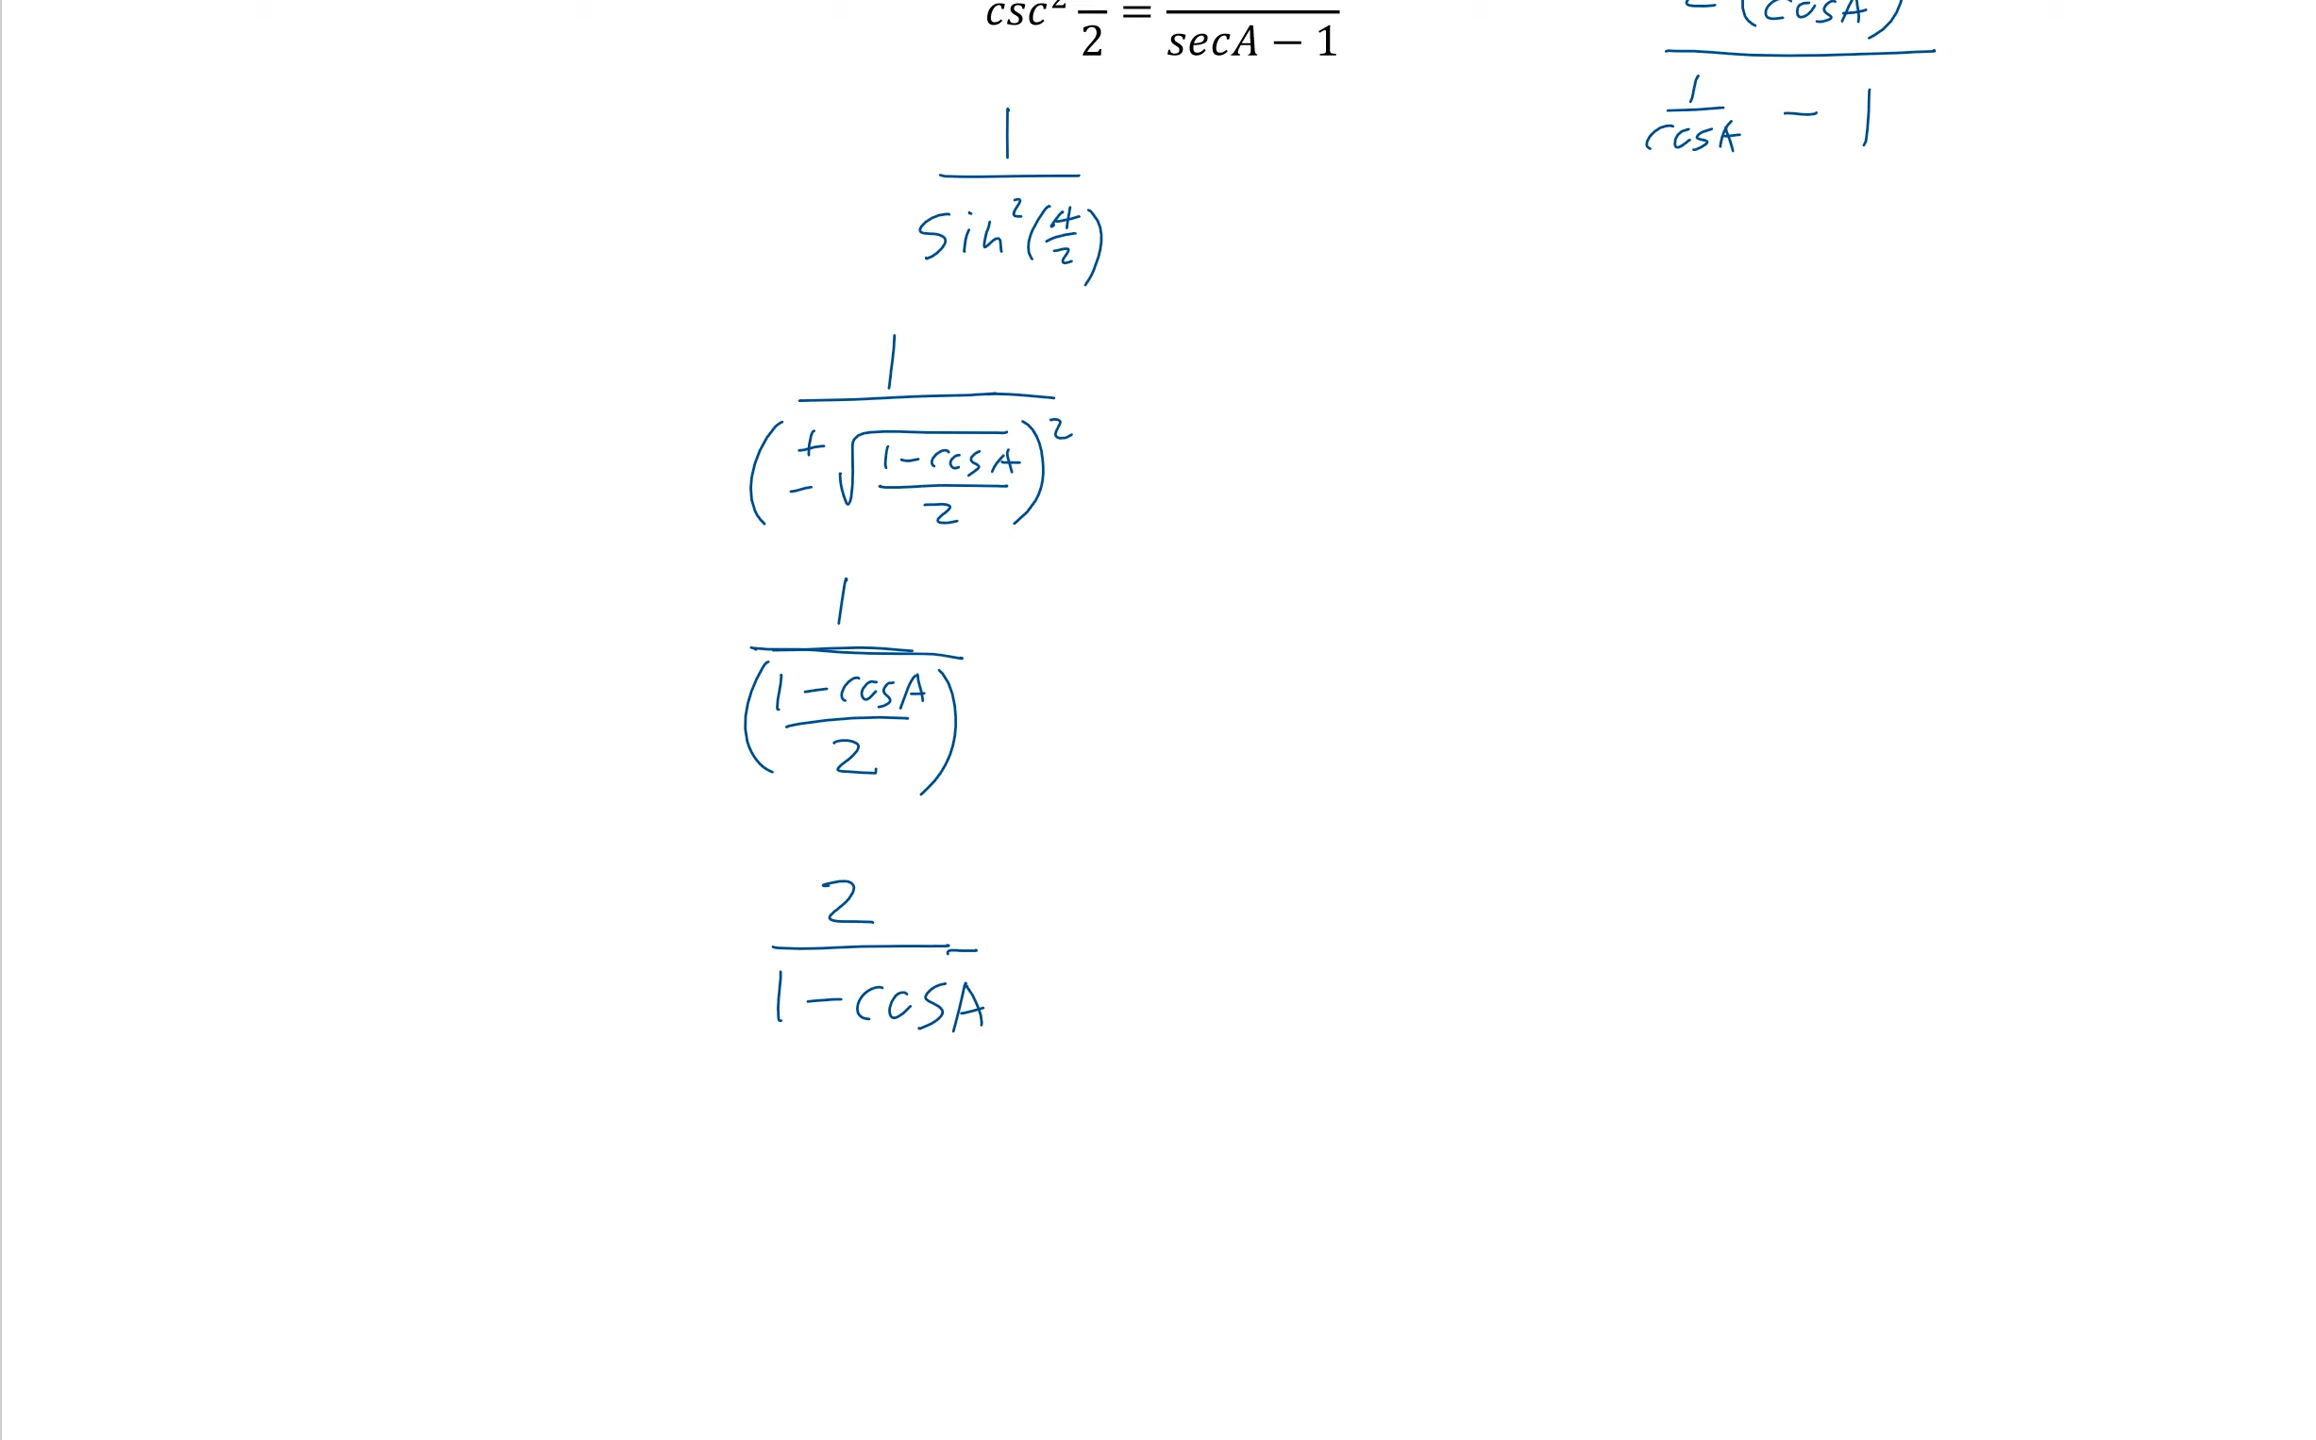 csc² /2 = /(secA − 1)
2 (cosA)
1/cosA − 1
1
sin²(A/2)
1
(± √((1−cosA)/2))²
1
((1−cosA)/2)
2
1−cosA